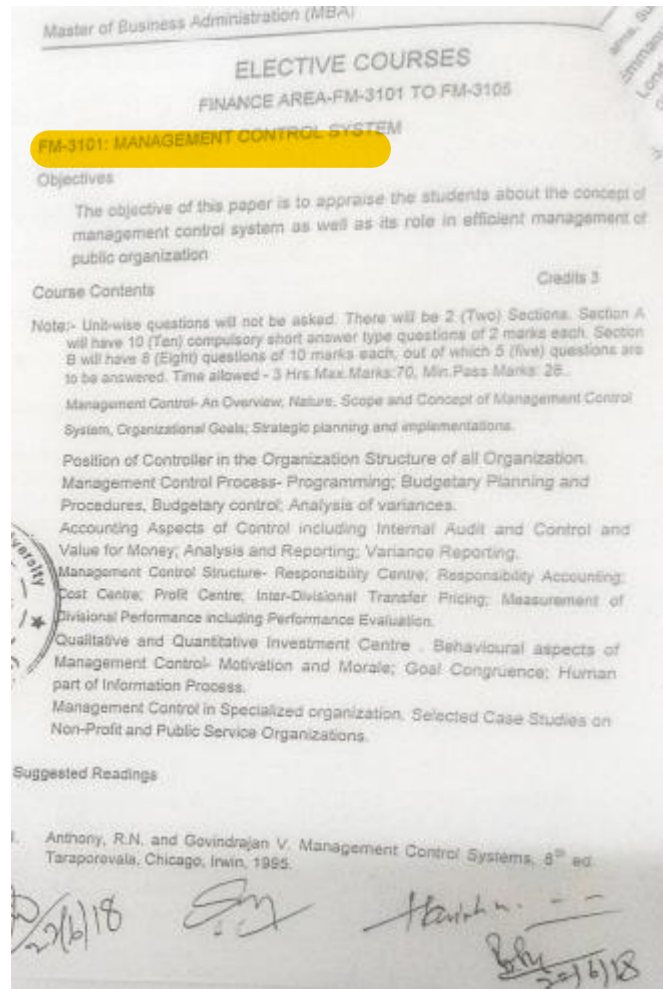 Master of Business Administration (MBA)
ELECTIVE COURSES
FINANCE AREA-FM-3101 TO FM-3105
FM-3101: MANAGEMENT CONTROL SYSTEM
Objectives
The objective of this paper is to appraise the students about the concept of
management control system as well as its role in efficient management of
public organization
Credits 3
Course Contents
Note:- Unit-wise questions will not be asked. There will be 2 (Two) Sections. Section A
will have 10 (Ten) compulsory short answer type questions of 2 marks each. Section
B will have 8 (Eight) questions of 10 marks each, out of which 5 (five) questions are
to be answered. Time allowed - 3 Hrs.Max.Marks:70, Min.Pass Marks: 28.
Management Control- An Overview, Nature, Scope and Concept of Management Control
System, Organizational Goals; Strategic planning and implementations.
Position of Controller in the Organization Structure of all Organization.
Management Control Process- Programming; Budgetary Planning and
Procedures, Budgetary control; Analysis of variances.
Accounting Aspects of Control including Internal Audit and Control and
Value for Money; Analysis and Reporting; Variance Reporting.
Management Control Structure- Responsibility Centre; Responsibility Accounting;
Cost Centre; Profit Centre; Inter-Divisional Transfer Pricing; Measurement of
Divisional Performance including Performance Evaluation.
Qualitative and Quantitative Investment Centre . Behavioural aspects of
Management Control- Motivation and Morale; Goal Congruence; Human
part of Information Process.
Management Control in Specialized organization, Selected Case Studies on
Non-Profit and Public Service Organizations.
Suggested Readings
Anthony, R.N. and Govindrajan V. Management Control Systems, 8th ed.
Taraporevala, Chicago, Irwin, 1995.
22/6/18